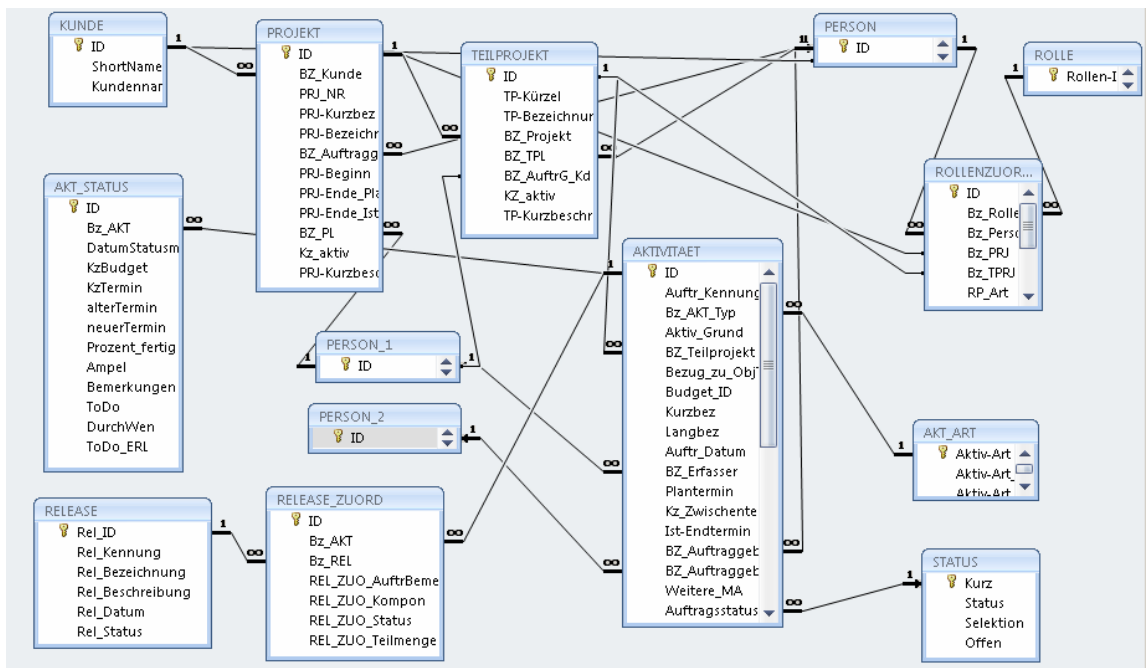 KUNDE
ID
ShortName
Kundennar
PROJEKT
ID
BZ_Kunde
PRJ_NR
PRJ-Kurzbez
PRJ-Bezeichr
BZ_Auftragg
PRJ-Beginn
PRJ-Ende_Pla
PRJ-Ende_Ist
BZ_PL
Kz_aktiv
PRJ-Kurzbesc
TEILPROJEKT
ID
TP-Kürzel
TP-Bezeichnur
BZ_Projekt
BZ_TPL
BZ_AuftrG_Kd
KZ_aktiv
TP-Kurzbeschr
PERSON
ID
ROLLE
Rollen-I
ROLLENZUOR...
ID
Bz_Rolle
Bz_Persc
Bz_PRJ
Bz_TPRJ
RP_Art
AKT_STATUS
ID
Bz_AKT
DatumStatusm
KzBudget
KzTermin
alterTermin
neuerTermin
Prozent_fertig
Ampel
Bemerkungen
ToDo
DurchWen
ToDo_ERL
AKTIVITAET
ID
Auftr_Kennung
Bz_AKT_Typ
Aktiv_Grund
BZ_Teilprojekt
Bezug_zu_Obj
Budget_ID
Kurzbez
Langbez
Auftr_Datum
BZ_Erfasser
Plantermin
Kz_Zwischente
Ist-Endtermin
BZ_Auftraggeb
BZ_Auftraggeb
Weitere_MA
Auftragsstatus
PERSON_1
ID
PERSON_2
ID
AKT_ART
Aktiv-Art
Aktiv-Art_
Aktiv-Art
RELEASE
Rel_ID
Rel_Kennung
Rel_Bezeichnung
Rel_Beschreibung
Rel_Datum
Rel_Status
RELEASE_ZUORD
ID
Bz_AKT
Bz_REL
REL_ZUO_AuftrBeme
REL_ZUO_Kompon
REL_ZUO_Status
REL_ZUO_Teilmenge
STATUS
Kurz
Status
Selektion
Offen